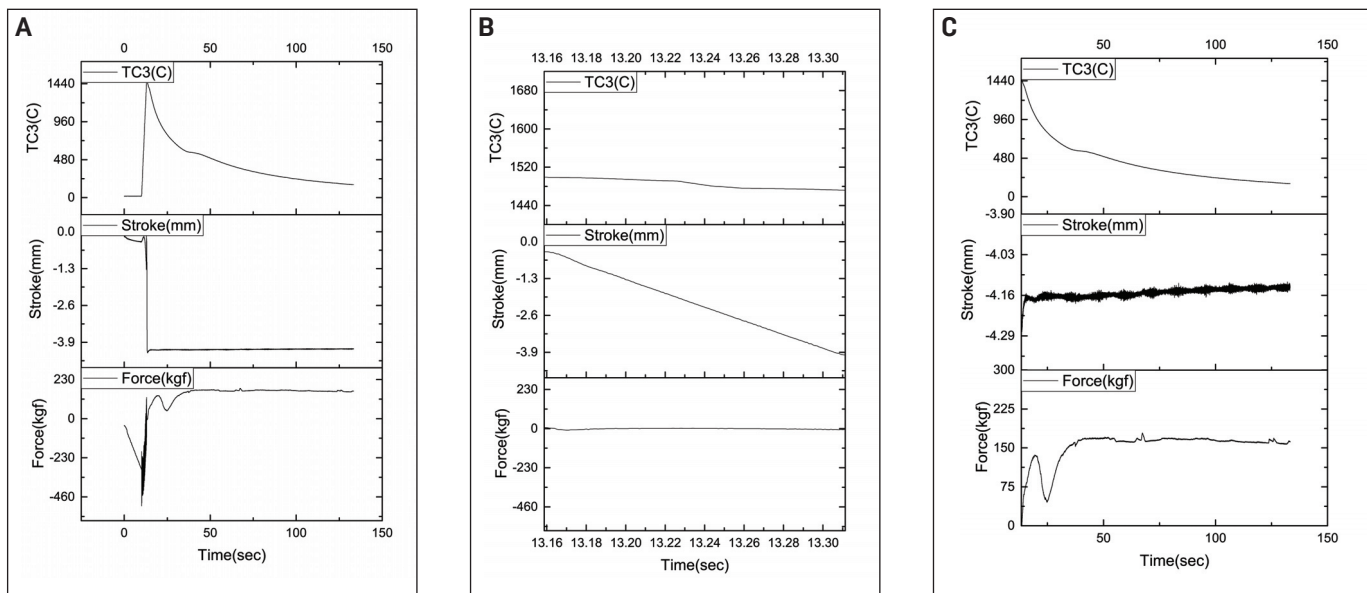 A
0 50 100 150
TC3(C)
1440
960
480
0
TC3(C)
Stroke(mm)
0.0
-1.3
-2.6
-3.9
Stroke(mm)
Force(kgf)
230
0
-230
-460
Force(kgf)
0 50 100 150
Time(sec)
B
13.16 13.18 13.20 13.22 13.24 13.26 13.28 13.30
TC3(C)
1680
1600
1520
1440
TC3(C)
Stroke(mm)
0.0
-1.3
-2.6
-3.9
Stroke(mm)
Force(kgf)
230
0
-230
-460
Force(kgf)
13.16 13.18 13.20 13.22 13.24 13.26 13.28 13.30
Time(sec)
C
50 100 150
TC3(C)
1440
960
480
0
TC3(C)
-3.90
Stroke(mm)
-4.03
-4.16
-4.29
Stroke(mm)
300
Force(kgf)
225
150
75
0
Force(kgf)
50 100 150
Time(sec)